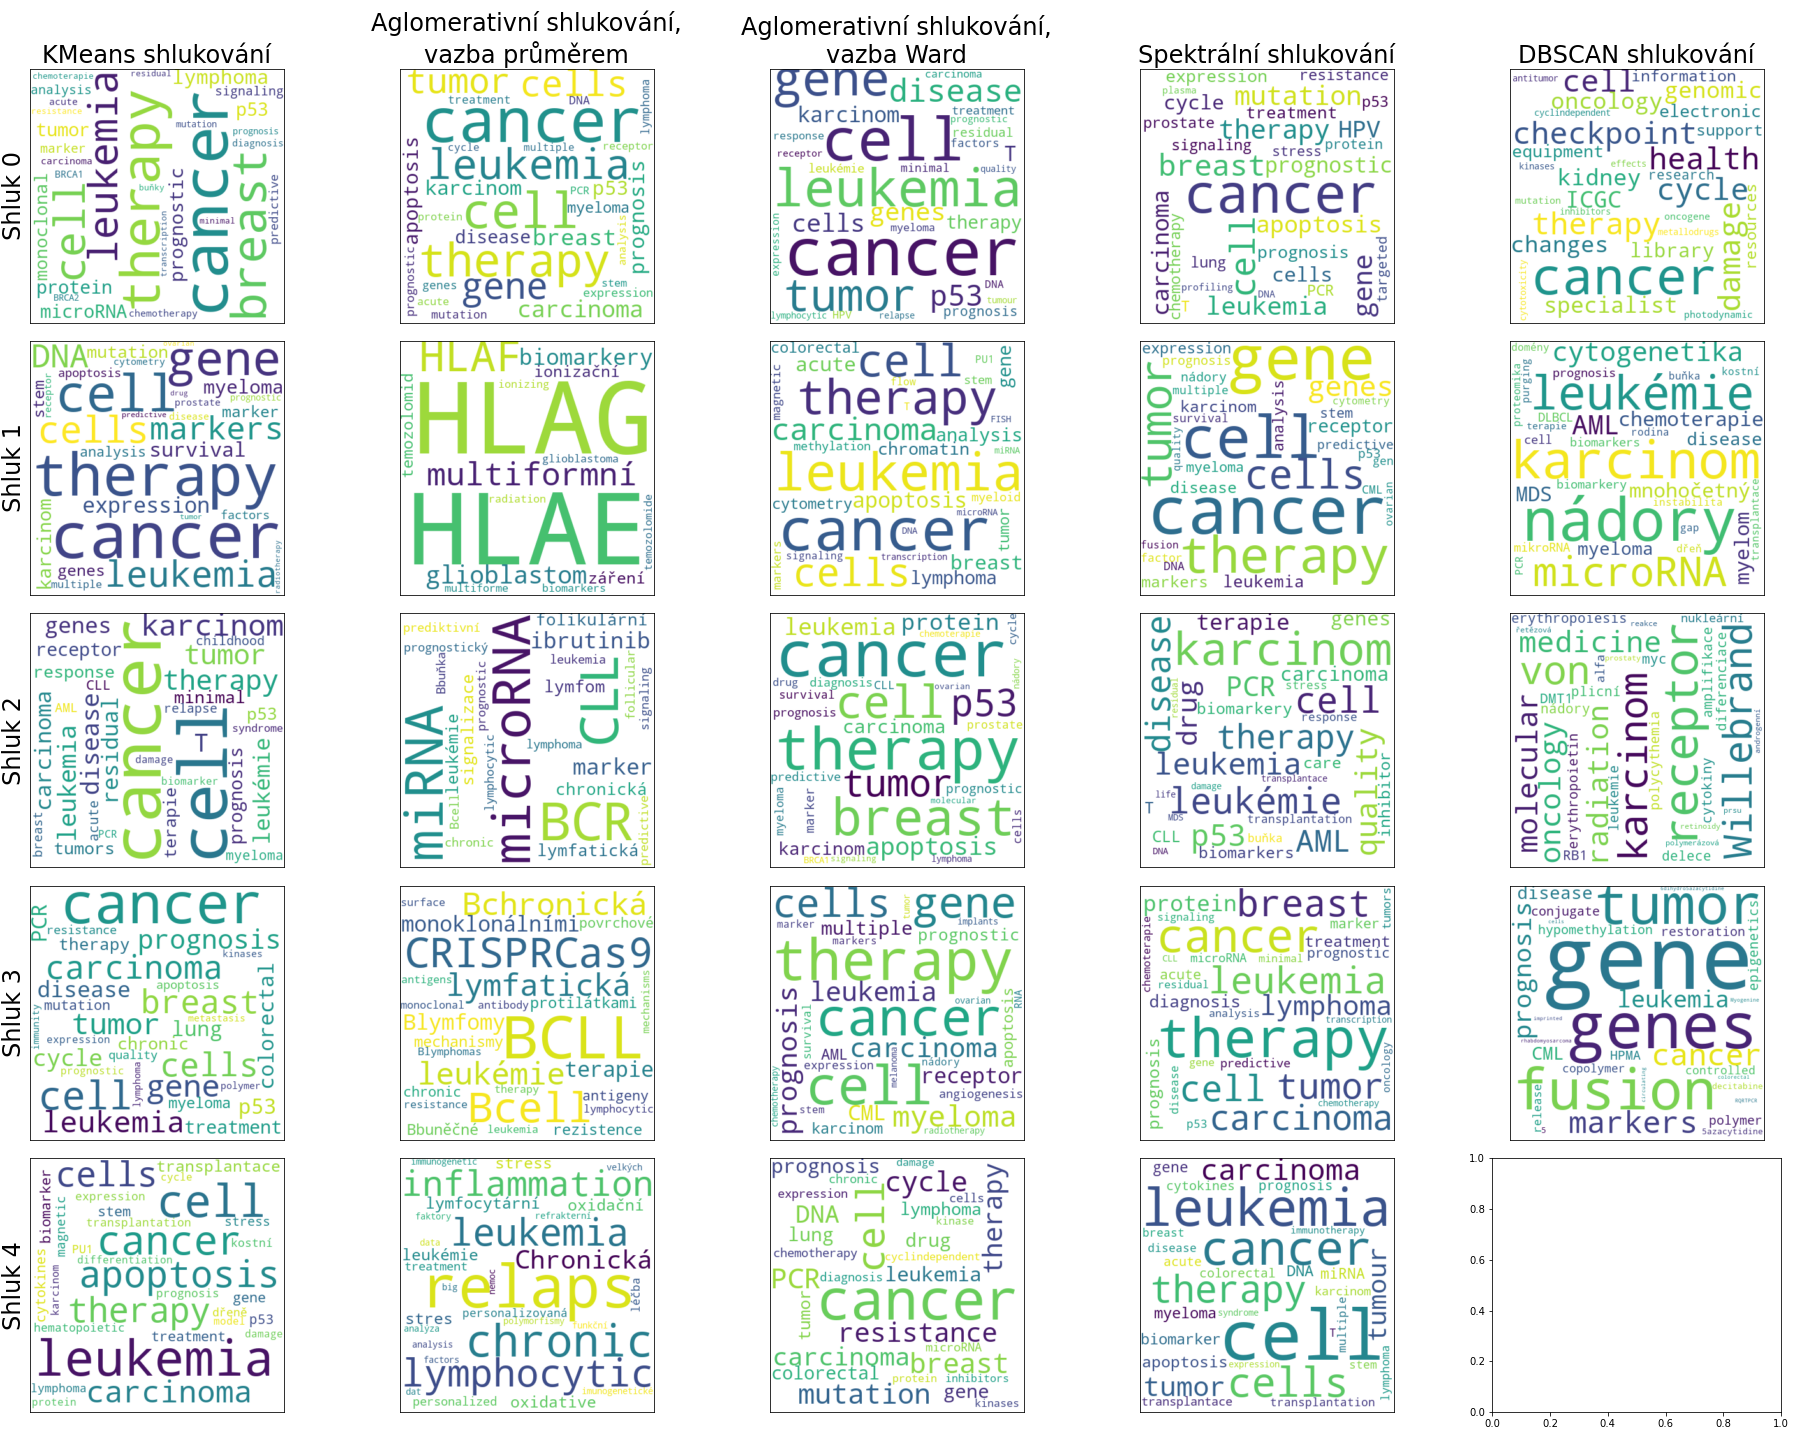 KMeans shlukování
Aglomerativní shlukování,
vazba průměrem
Aglomerativní shlukování,
vazba Ward
Spektrální shlukování
DBSCAN shlukování
Shluk 0
chemoterapie residual lymphoma
analysis signaling
acute p53
resistance leukemia therapy cancer
tumor mutation prognosis
marker diagnosis
carcinoma breast
BRCA1 buňky predictive
monoclonal cell prognostic minimal
transcription
protein
BRCA2
microRNA chemotherapy
tumor cells
treatment DNA lymphoma
cancer
cycle multiple receptor
apoptosis leukemia
karcinom PCR p53
protein cell myeloma prognosis
disease breast analysis
prognostic therapy
genes gene stem
acute expression
mutation carcinoma
gene carcinoma
disease
karcinom treatment
prognostic
response cell residual
factors
receptor T
leukémie minimal quality
leukemia
cells genes therapy
expression myeloma
cancer
DNA
tumor p53 tumour
lymphocytic HPV relapse prognosis
expression resistance
plasma
cycle mutation p53
prostate treatment
therapy HPV
signaling stress protein
breast prognostic
cancer
carcinoma apoptosis
chemotherapy cell prognosis
lung cells gene targeted
profiling DNA PCR
T leukemia
antitumor cell information
oncology genomic
cyclindependent electronic
checkpoint support
equipment effects health
kinases kidney research
mutation ICGC cycle
inhibitors oncogene
therapy metallodrugs damage resources
changes library
cancer
cytotoxicity specialist
photodynamic
Shluk 1
ovarian
DNA mutation gene
cytometry
apoptosis
stem cell myeloma
receptor drug prostate prognostic
predictive disease marker
cells markers
analysis survival
therapy
expression
karcinom tumor factors
cancer
genes radiotherapy
multiple leukemia
HLAF biomarkery
ionizační
ionizing
temozolomid HLAG
glioblastoma
multiformní
radiation
HLAE temozolomide
glioblastom záření
multiforme biomarkers
colorectal cell PU1 gene
acute
flow stem
magnetic therapy
T FISH
carcinoma analysis
methylation chromatin miRNA
leukemia
cytometry apoptosis myeloid
microRNA
cancer tumor
DNA
markers signaling transcription breast
cells lymphoma
expression gene
prognosis
nádory genes
multiple cytometry
tumor karcinom analysis stem
survival receptor
quality cell predictive
myeloma cells p53
gen
disease CML ovarian
cancer
fusion
factor therapy
DNA
markers leukemia
domény cytogenetika
prognosis buňka kostní
proteomika purging leukémie
DLBCL AML chemoterapie
terapie rodina
cell biomarkers disease
karcinom
biomarkery
MDS mnohočetný
instabilita transplantace
nádory
gap
mikroRNA dřeň
PCR myeloma myelom
microRNA
Shluk 2
genes karcinom
receptor childhood
tumor
response cancer therapy
CLL minimal
AML relapse p53
carcinoma disease residual T syndrome
leukemia damage cell
biomarker prognosis leukémie
breast acute PCR terapie
tumors myeloma
folikulární
prediktivní ibrutinib
prognostický microRNA
Bbuňka leukemia
signalizace prognostic lymfom CLL follicular signaling
miRNA leukémie lymphoma
Bcell lymphocytic marker
chronická
BCR
chronic lymfatická predictive
leukemia protein cycle
chemoterapie
cancer
drug diagnosis CLL ovarian nádory
survival cell p53
prognosis prostate
carcinoma
therapy
predictive tumor prognostic
molecular
myeloma marker breast cells
karcinom apoptosis
BRCA1 signaling lymphoma
terapie genes
disease karcinom
carcinoma
residual drug PCR stress
biomarkery cell
response
therapy quality inhibitor
leukemia care
transplantace
damage
life leukémie
T MDS transplantation
CLL p53 buňka AML
DNA biomarkers
erythropoiesis nukleární
řetězová reakce
medicine receptor amplifikace diferenciace Willebrand
prostaty myc
von alfa
DMT1 plicní
nádory karcinom
molecular oncology radiation androgenní
erythropoietin leukemie polycythemia cytokiny
prsu
retinoidy
polymerázová
RB1 delece
Shluk 3
PCR cancer
resistance
therapy prognosis
kinases
carcinoma
disease apoptosis
mutation breast colorectal
immunity tumor metastasis
expression lung
chronic
cycle quality cells
prognostic
cell lymphoma gene polymer
myeloma p53
leukemia treatment
surface Bchronická
monoklonálními povrchové
CRISPRCas9
antigens lymfatická
monoclonal antibody protilátkami mechanisms
Blymfomy
mechanismy BCLL
Blymphomas
leukémie terapie
chronic therapy
resistance Bcell antigeny
lymphocytic
Bbuněčné leukemia rezistence
cells tumor gene
marker multiple implants
markers prognostic
therapy
prognosis leukemia ovarian RNA
survival cancer apoptosis
AML carcinoma
expression nádory
chemotherapy cell melanoma receptor
angiogenesis
stem CML myeloma
karcinom radiotherapy
protein breast tumors
signaling marker
chemoterapie cancer treatment
CLL microRNA minimal prognostic
acute
residual leukemia
diagnosis lymphoma
analysis transcription
therapy
prognosis gene predictive oncology
disease cell tumor
chemotherapy
p53 carcinoma
disease 6dihydro5azacytidine
tumor
conjugate cells
prognosis hypomethylation restoration epigenetics
gene
leukemia Myogenine
imprinted genes
rhabdomyosarcoma
CML HPMA cancer
copolymer controlled
colorectal
fusion decitabine
circulating RQRTPCR
release markers polymer
5 5azacytidine
Shluk 4
cells transplantace
cycle
biomarker expression cell
magnetic stem
transplantation stress
cancer kostní
PU1
differentiation
cytokines apoptosis
karcinom prognosis gene
therapy dřeně p53
model
hematopoietic treatment damage
leukemia
lymphoma carcinoma
protein
immunogenetic stress velkých
inflammation
lymfocytární oxidační
faktory refrakterní
leukemia
data
leukémie Chronická
treatment
relaps
big nemoc léčba
personalizovaná
stres polymorfismy funkční
analýza chronic
analysis
factors
lymphocytic
dat imunogenetické
personalized oxidative
prognosis damage
chronic cycle therapy
expression cells
DNA cell lymphoma
lung kinase
drug
chemotherapy cyclindependent
PCR diagnosis leukemia
tumor cancer
resistance
microRNA
carcinoma breast
colorectal protein inhibitors
mutation gene
kinases
gene carcinoma
cytokines prognosis
leukemia
breast immunotherapy
disease cancer
acute tumour
colorectal DNA miRNA
therapy karcinom
myeloma syndrome multiple
biomarker cell T
apoptosis expression stem
tumor cells lymphoma
transplantace transplantation
1.0
0.8
0.6
0.4
0.2
0.0
0.0 0.2 0.4 0.6 0.8 1.0